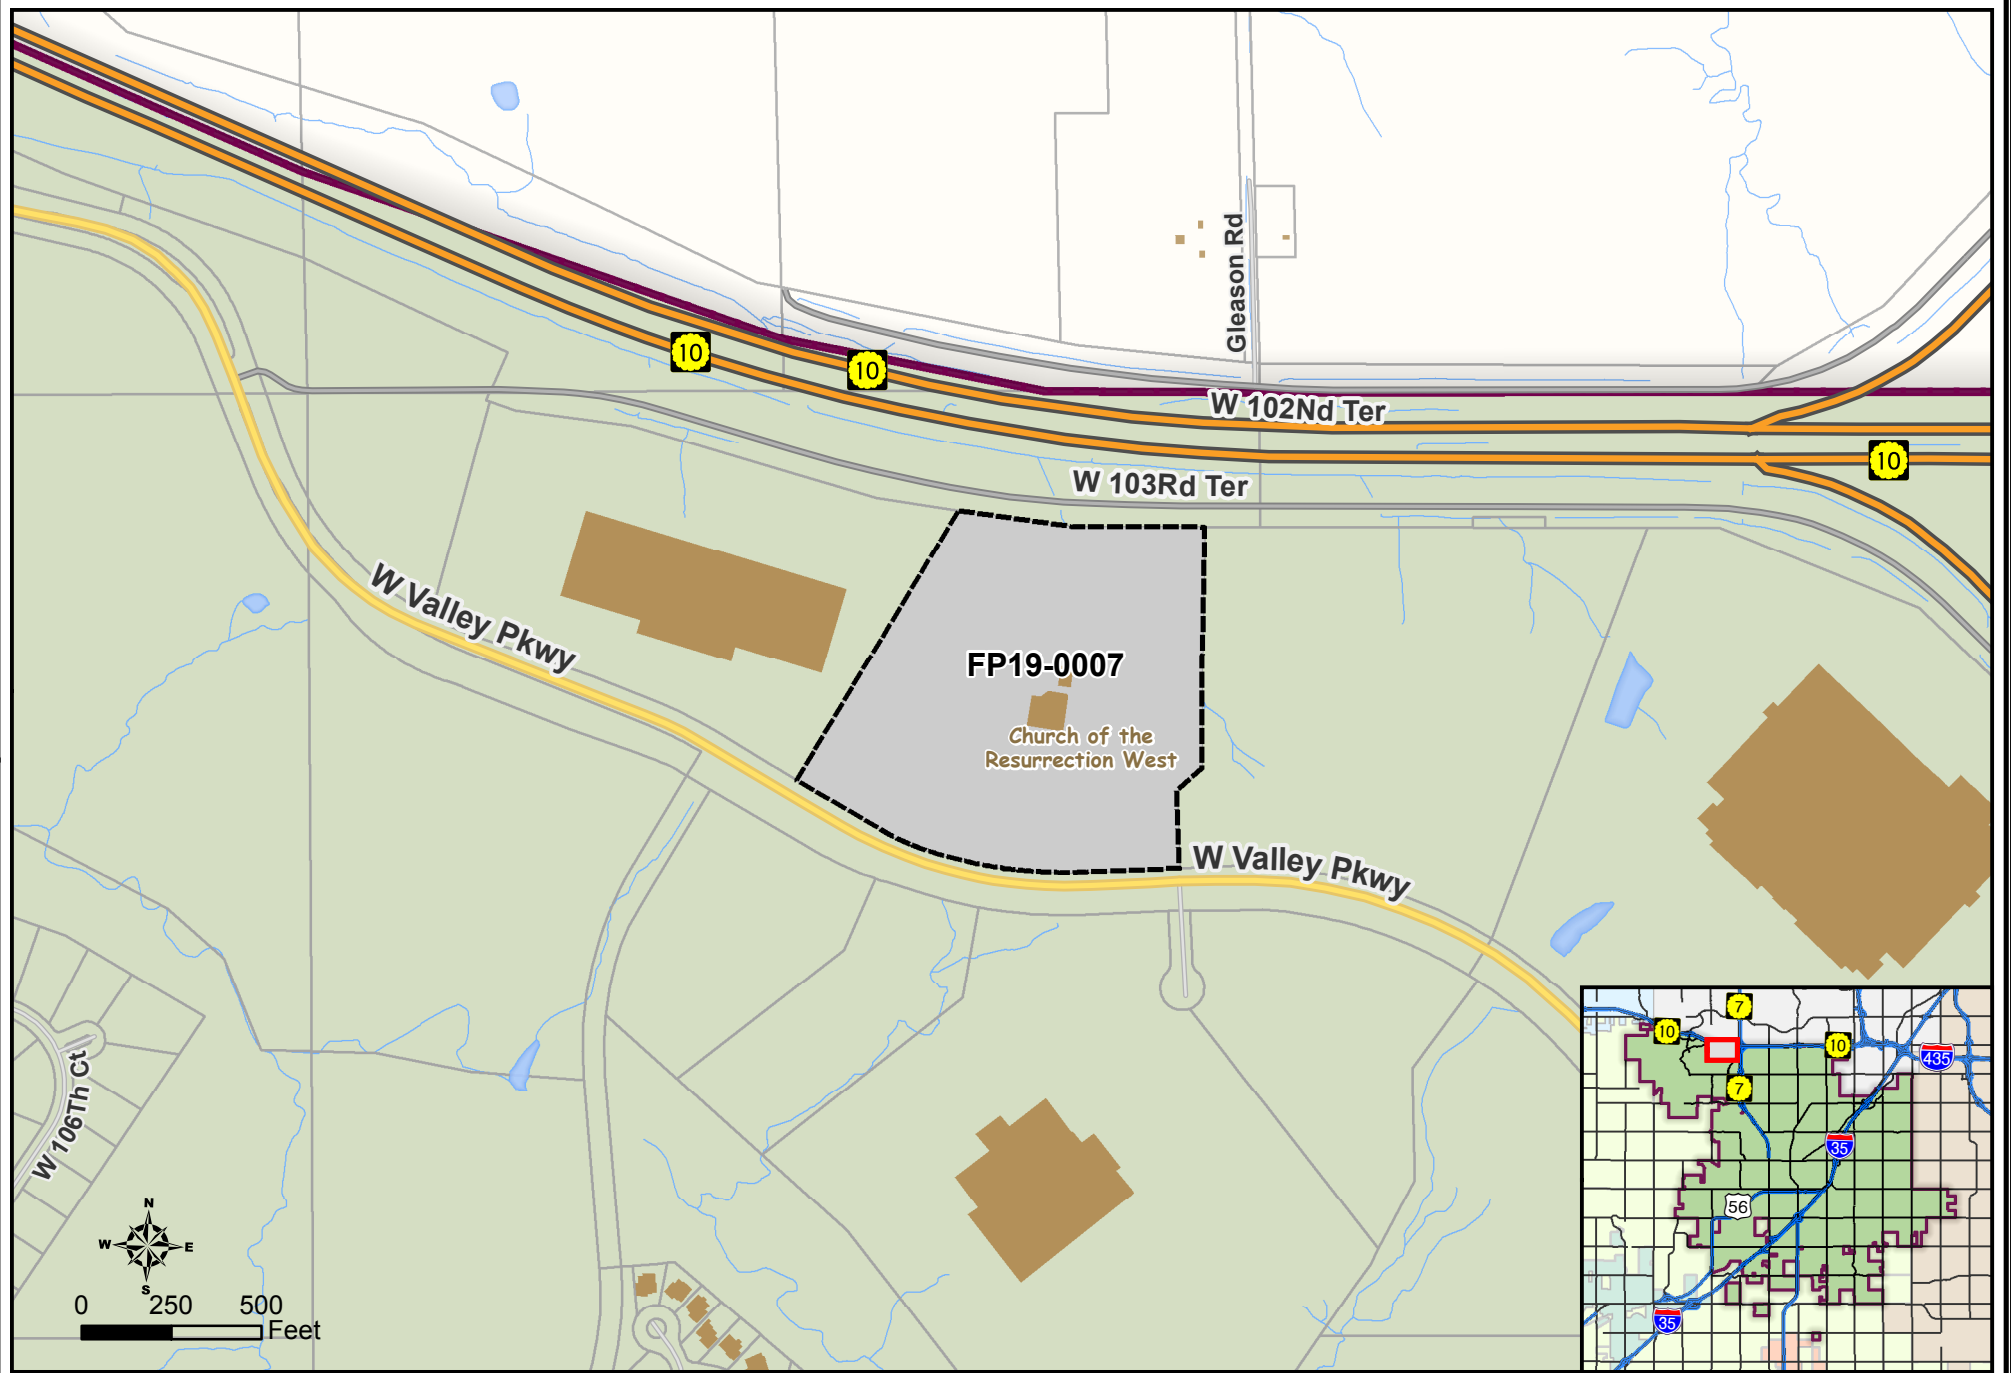 Gleason Rd
10
10
W 102Nd Ter
10
W 103Rd Ter
W Valley Pkwy
FP19-0007
Church of the
Resurrection West
W Valley Pkwy
W 106Th Ct
N
W
E
S
0 250 500
Feet
7
10
10
435
7
35
56
35